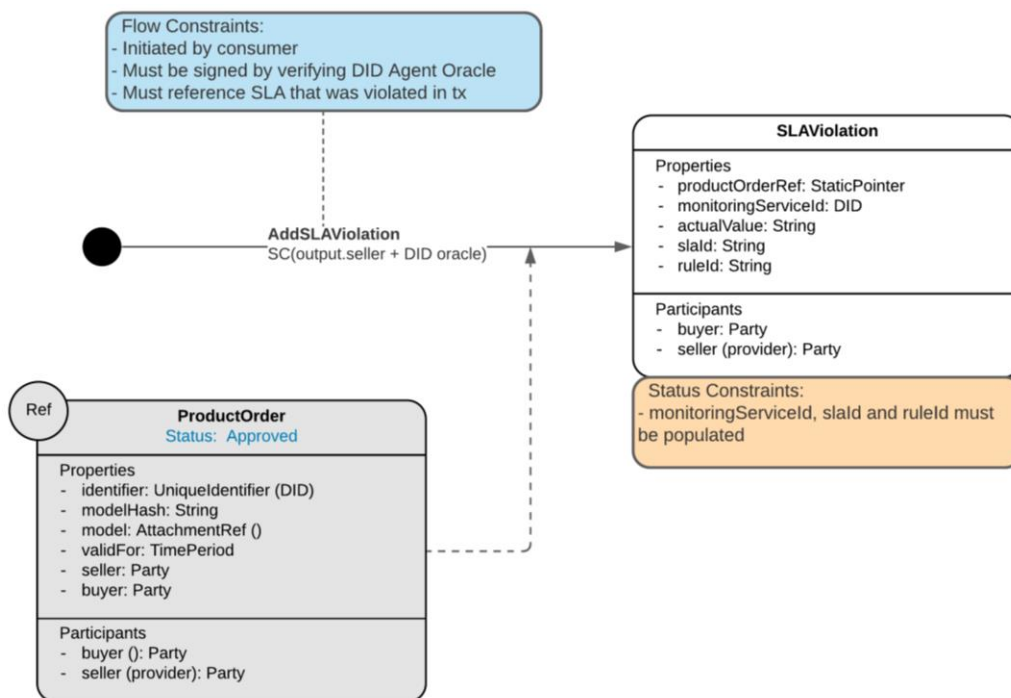 Flow Constraints:
- Initiated by consumer
- Must be signed by verifying DID Agent Oracle
- Must reference SLA that was violated in tx
SLAViolation
Properties
- productOrderRef: StaticPointer
- monitoringServiceId: DID
- actualValue: String
- slaId: String
- ruleId: String
Participants
- buyer: Party
- seller (provider): Party
Status Constraints:
- monitoringServiceId, slaId and ruleId must
be populated
AddSLAViolation
SC(output.seller + DID oracle)
Ref
ProductOrder
Status: Approved
Properties
- identifier: UniqueIdentifier (DID)
- modelHash: String
- model: AttachmentRef ()
- validFor: TimePeriod
- seller: Party
- buyer: Party
Participants
- buyer (): Party
- seller (provider): Party